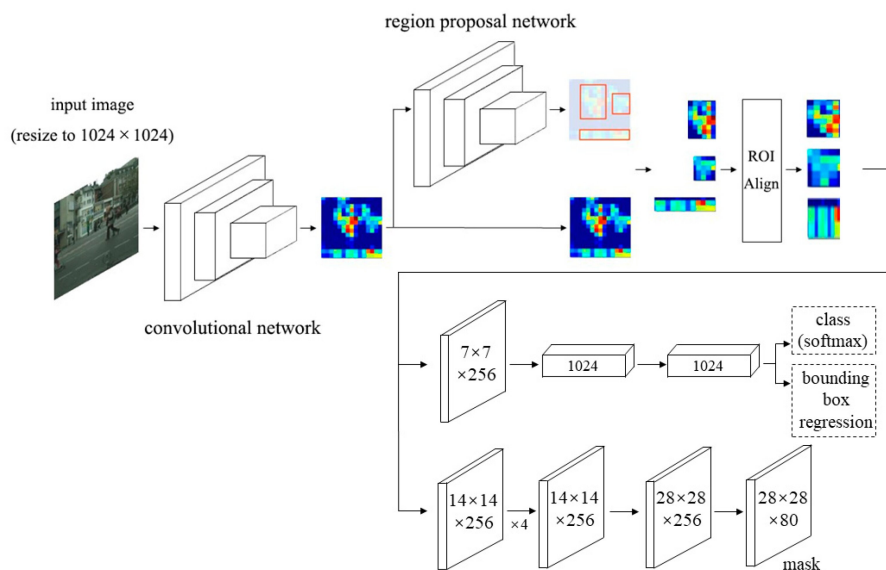 region proposal network
input image
(resize to 1024 × 1024)
ROI
Align
convolutional network
7×7
×256
1024
1024
class
(softmax)
bounding
box
regression
14×14
×256
×4
14×14
×256
28×28
×256
28×28
×80
mask